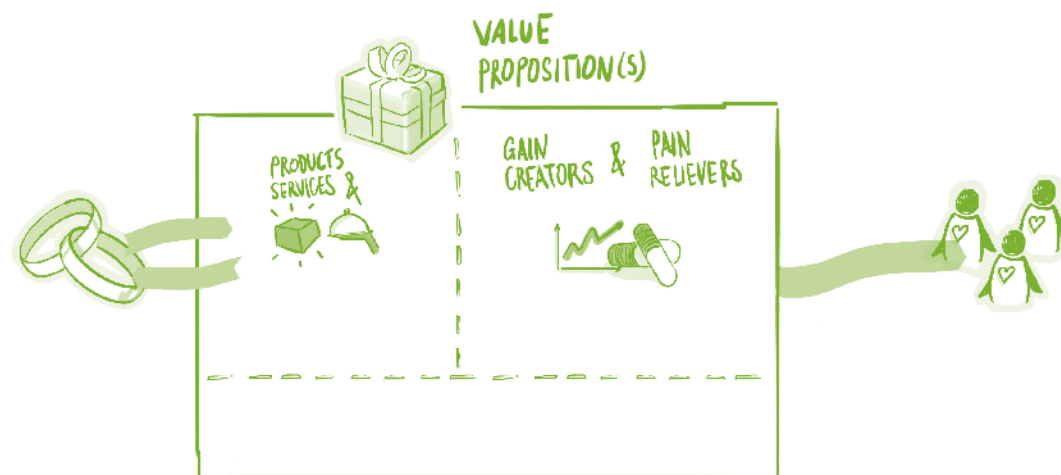 VALUE
PROPOSITION(S)
PRODUCTS
SERVICES &
GAIN
CREATORS
&
PAIN
RELIEVERS